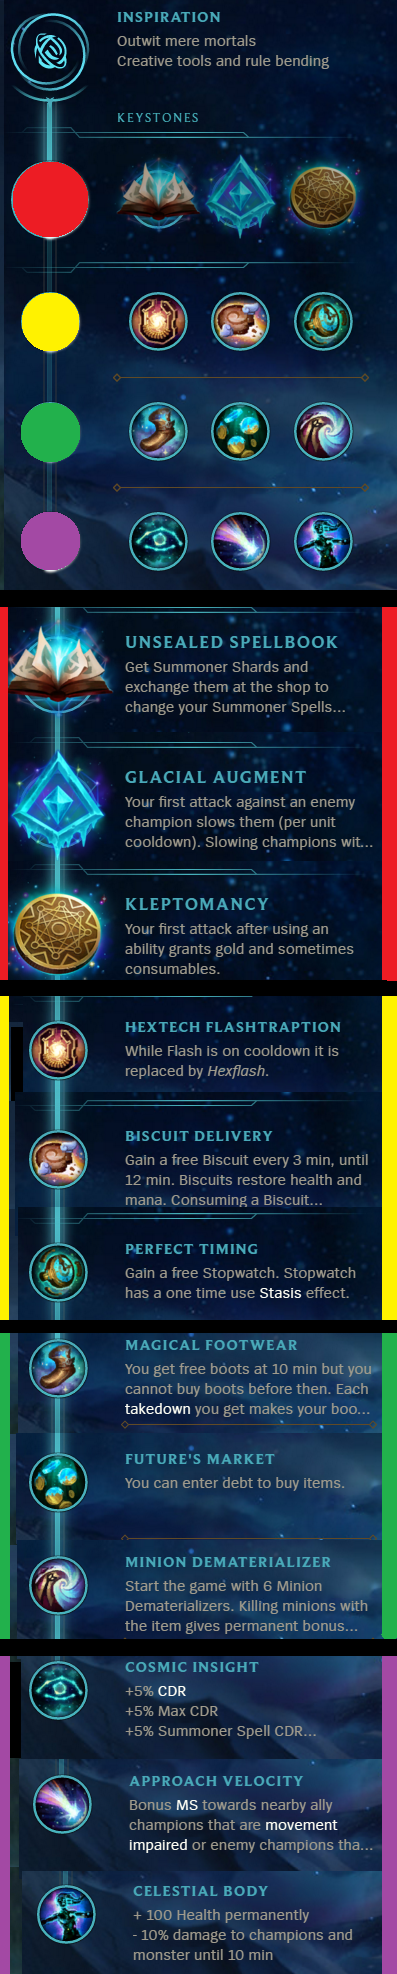 INSPIRATION
Outwit mere mortals
Creative tools and rule bending
KEYSTONES
UNSEALED SPELLBOOK
Get Summoner Shards and
exchange them at the shop to
change your Summoner Spells...
GLACIAL AUGMENT
Your first attack against an enemy
champion slows them (per unit
cooldown). Slowing champions wit...
KLEPTOMANCY
Your first attack after using an
ability grants gold and sometimes
consumables.
HEXTECH FLASHTRAPTION
While Flash is on cooldown it is
replaced by Hexflash.
BISCUIT DELIVERY
Gain a free Biscuit every 3 min, until
12 min. Biscuits restore health and
mana. Consuming a Biscuit...
PERFECT TIMING
Gain a free Stopwatch. Stopwatch
has a one time use Stasis effect.
MAGICAL FOOTWEAR
You get free boots at 10 min but you
cannot buy boots before then. Each
takedown you get makes your boo...
FUTURE'S MARKET
You can enter debt to buy items.
MINION DEMATERIALIZER
Start the game with 6 Minion
Dematerializers. Killing minions with
the item gives permanent bonus...
COSMIC INSIGHT
+5% CDR
+5% Max CDR
+5% Summoner Spell CDR...
APPROACH VELOCITY
Bonus MS towards nearby ally
champions that are movement
impaired or enemy champions tha...
CELESTIAL BODY
+ 100 Health permanently
- 10% damage to champions and
monster until 10 min